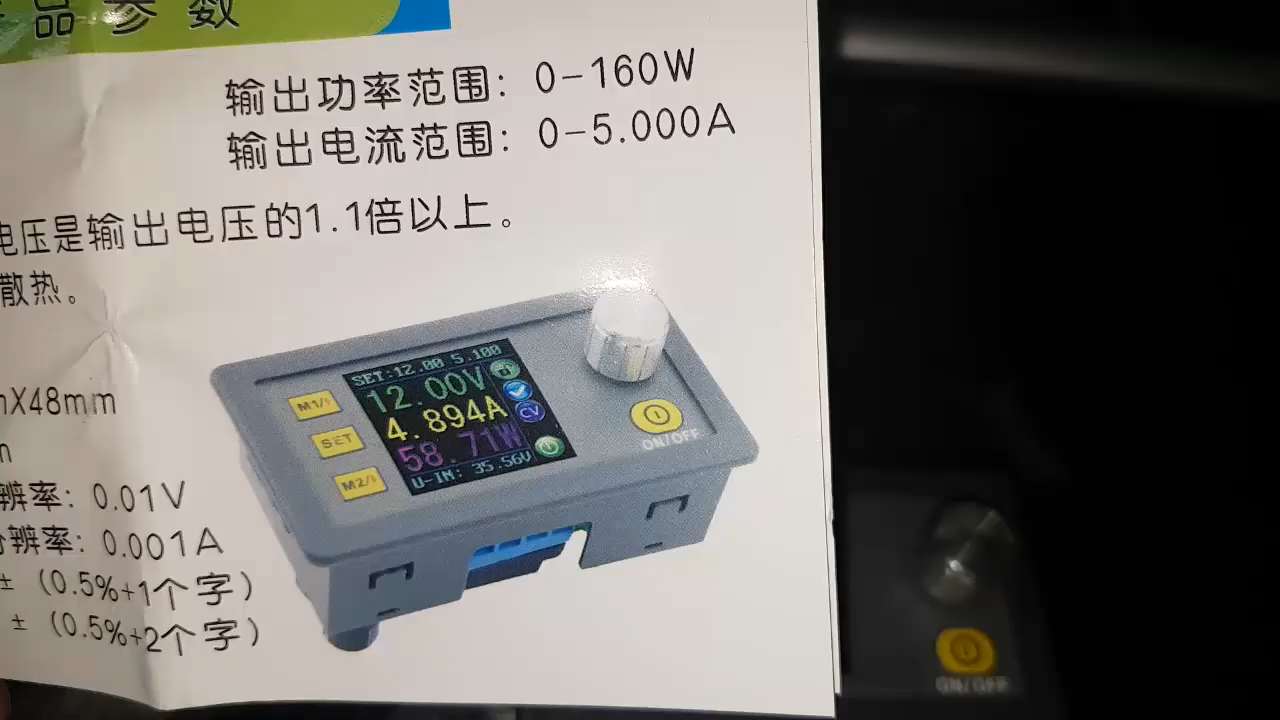 品参数
输出功率范围: 0-160W
输出电流范围: 0-5.000A
电压是输出电压的1.1倍以上。
散热。
X48mm
辨率: 0.01V
辨率: 0.001A
± (0.5%+1个字)
± (0.5%+2个字)
SET:12.00 5.100
12.00V
4.894A
CV
58.71W
U-IN: 35.56V
M1/⇳
SET
M2/⇳
ON/OFF
ON/OFF